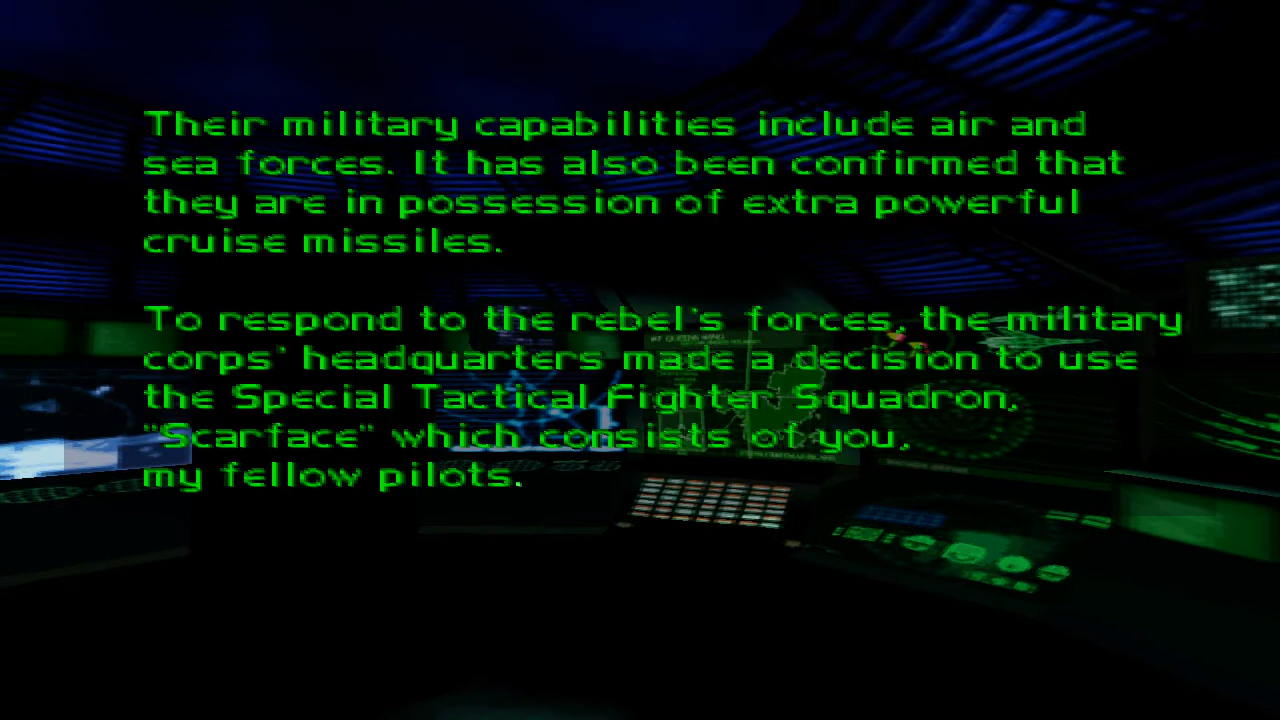 Their military capabilities include air and
sea forces. It has also been confirmed that
they are in possession of extra powerful
cruise missiles.
To respond to the rebel's forces, the military
corps' headquarters made a decision to use
the Special Tactical Fighter Squadron,
"Scarface" which consists of you,
my fellow pilots.